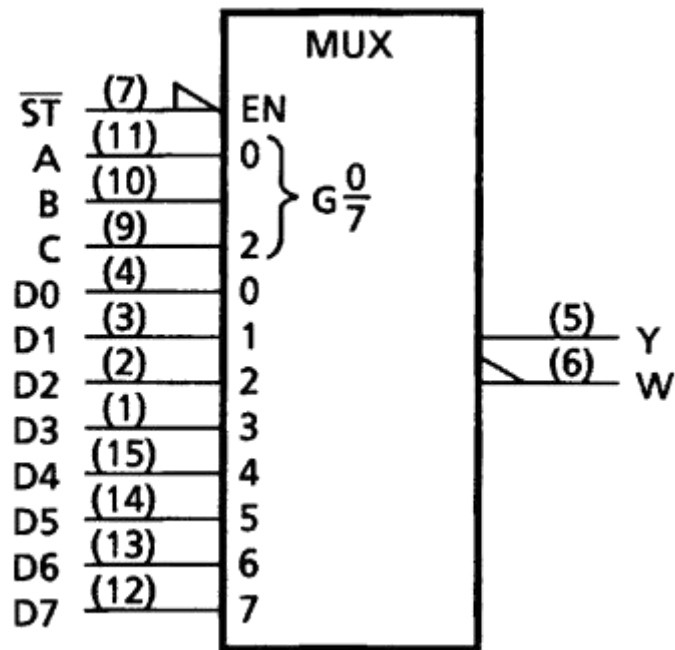 MUX
S̅T̅ (7) EN
A (11) 0
B (10) G 0/7
C (9) 2
D0 (4) 0
D1 (3) 1 (5) Y
D2 (2) 2 (6) W
D3 (1) 3
D4 (15) 4
D5 (14) 5
D6 (13) 6
D7 (12) 7